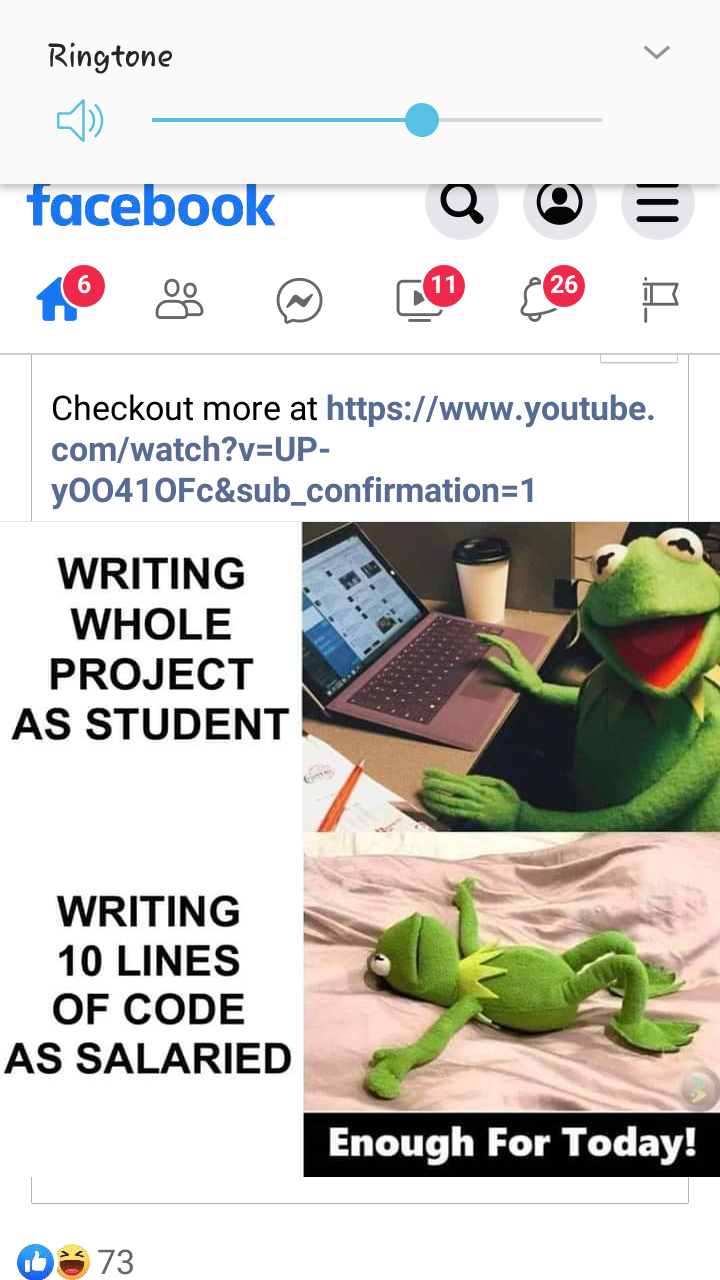 Ringtone
facebook
6
11
26
Checkout more at https://www.youtube.
com/watch?v=UP-
yOO41OFc&sub_confirmation=1
WRITING
WHOLE
PROJECT
AS STUDENT
WRITING
10 LINES
OF CODE
AS SALARIED
Enough For Today!
73